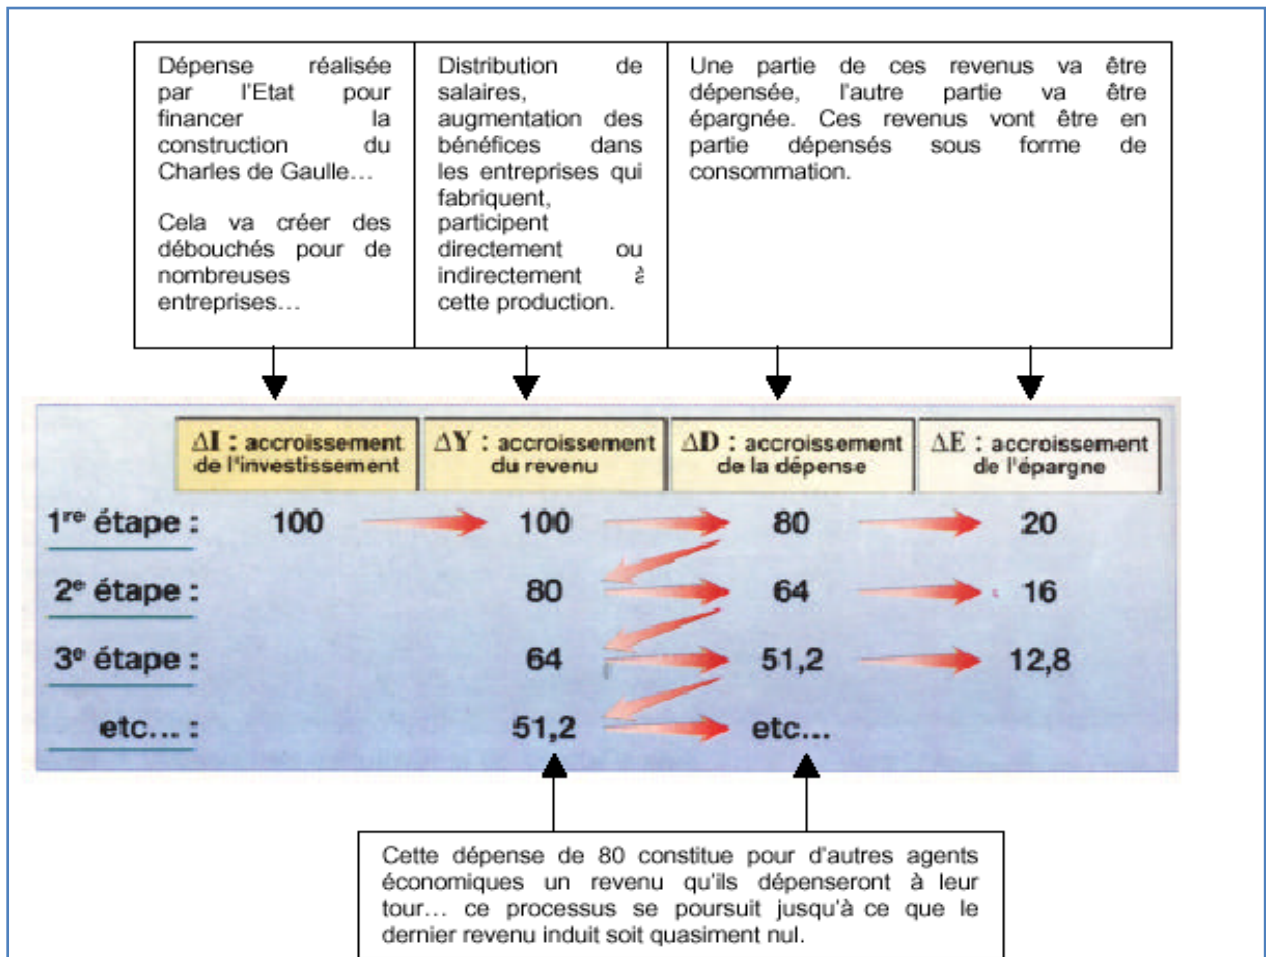 Dépense réalisée
par l'Etat pour
financer la
construction du
Charles de Gaulle…
Cela va créer des
débouchés pour de
nombreuses
entreprises…
Distribution de
salaires,
augmentation des
bénéfices dans
les entreprises qui
fabriquent,
participent
directement ou
indirectement à
cette production.
Une partie de ces revenus va être
dépensée, l'autre partie va être
épargnée. Ces revenus vont être en
partie dépensés sous forme de
consommation.
ΔI : accroissement
de l'investissement
ΔY : accroissement
du revenu
ΔD : accroissement
de la dépense
ΔE : accroissement
de l'épargne
1re étape : 100 100 80 20
2e étape : 80 64 16
3e étape : 64 51,2 12,8
etc... : 51,2 etc...
Cette dépense de 80 constitue pour d'autres agents
économiques un revenu qu'ils dépenseront à leur
tour… ce processus se poursuit jusqu'à ce que le
dernier revenu induit soit quasiment nul.